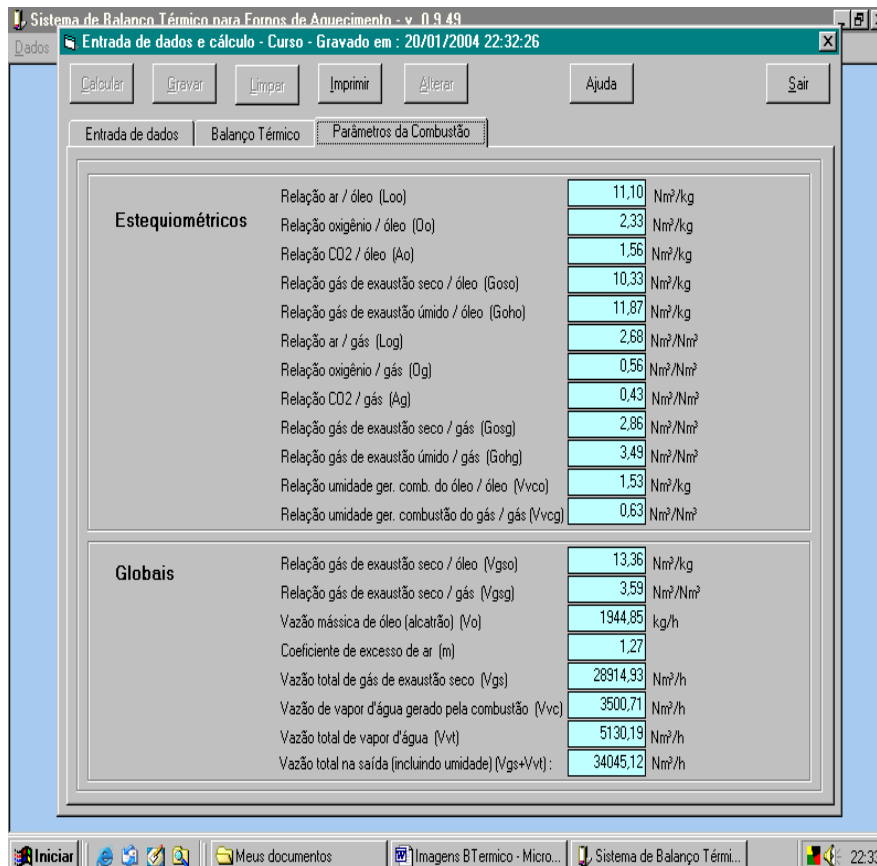 Sistema de Balanço Térmico para Fornos de Aquecimento - v 0.9.49
Dados
Entrada de dados e cálculo - Curso - Gravado em : 20/01/2004 22:32:26
Calcular Gravar Limpar Imprimir Alterar Ajuda Sair
Entrada de dados Balanço Térmico Parâmetros da Combustão
Estequiométricos
Relação ar / óleo (Loo) 11,10 Nm³/kg
Relação oxigênio / óleo (Oo) 2,33 Nm³/kg
Relação CO2 / óleo (Ao) 1,56 Nm³/kg
Relação gás de exaustão seco / óleo (Goso) 10,33 Nm³/kg
Relação gás de exaustão úmido / óleo (Goho) 11,87 Nm³/kg
Relação ar / gás (Log) 2,68 Nm³/Nm³
Relação oxigênio / gás (Og) 0,56 Nm³/Nm³
Relação CO2 / gás (Ag) 0,43 Nm³/Nm³
Relação gás de exaustão seco / gás (Gosg) 2,86 Nm³/Nm³
Relação gás de exaustão úmido / gás (Gohg) 3,49 Nm³/Nm³
Relação umidade ger. comb. do óleo / óleo (Vvco) 1,53 Nm³/kg
Relação umidade ger. combustão do gás / gás (Vvcg) 0,63 Nm³/Nm³
Globais
Relação gás de exaustão seco / óleo (Vgso) 13,36 Nm³/kg
Relação gás de exaustão seco / gás (Vgsg) 3,59 Nm³/Nm³
Vazão mássica de óleo (alcatrão) (Vo) 1944,85 kg/h
Coeficiente de excesso de ar (m) 1,27
Vazão total de gás de exaustão seco (Vgs) 28914,93 Nm³/h
Vazão de vapor d'água gerado pela combustão (Vvc) 3500,71 Nm³/h
Vazão total de vapor d'água (Vvt) 5130,19 Nm³/h
Vazão total na saída (incluindo umidade) (Vgs+Vvt) : 34045,12 Nm³/h
Iniciar Meus documentos Imagens BTermico - Micro... Sistema de Balanço Térmi...